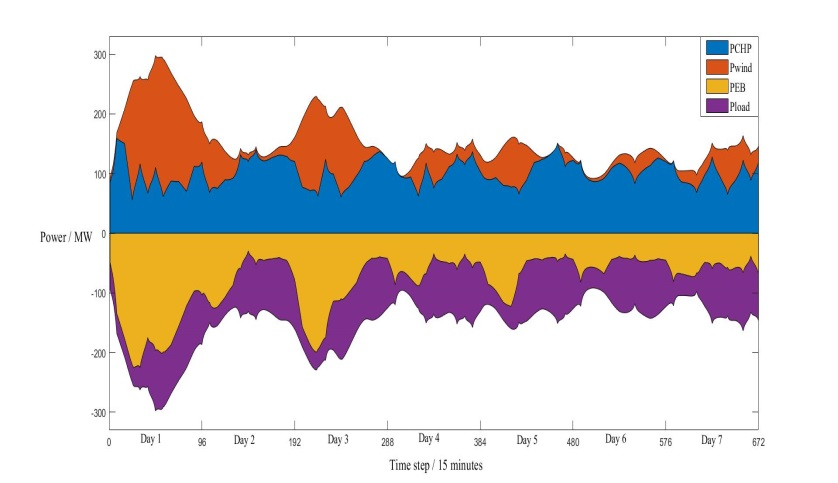 300
200
100
0
-100
-200
-300
Power / MW
PCHP
Pwind
PEB
Pload
0 96 192 288 384 480 576 672
Day 1 Day 2 Day 3 Day 4 Day 5 Day 6 Day 7
Time step / 15 minutes